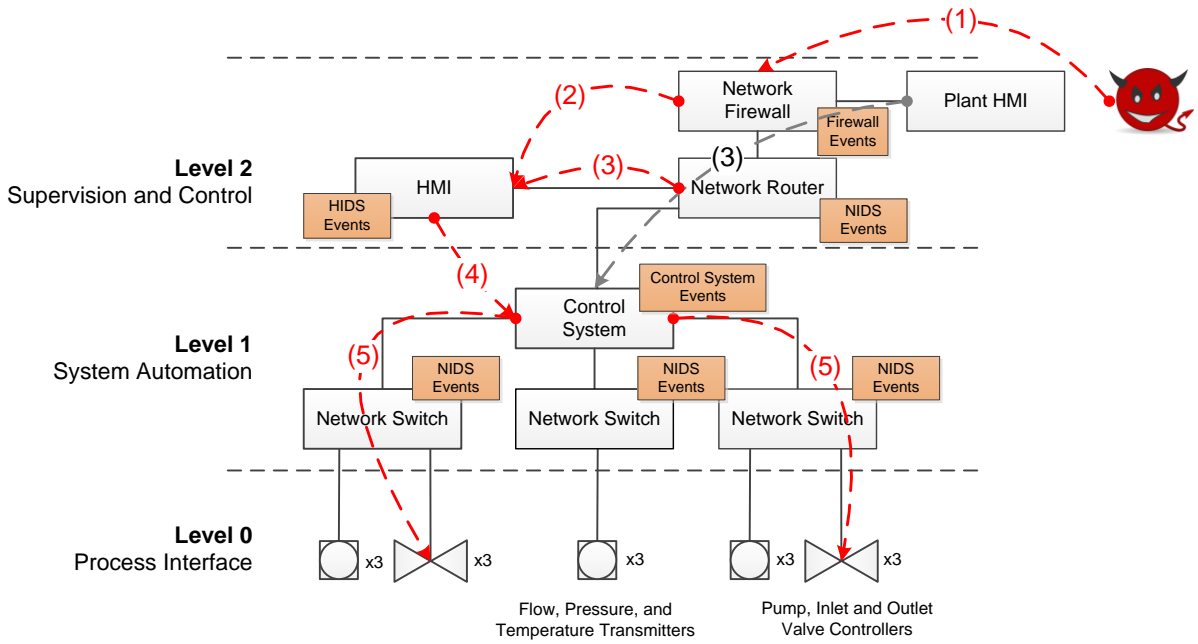 (1)
Network
Firewall
Plant HMI
(2)
Firewall
Events
Level 2
Supervision and Control
(3)
(3)
HMI
Network Router
HIDS
Events
NIDS
Events
(4)
Control System
Events
Control
System
Level 1
System Automation
(5)
(5)
NIDS
Events
NIDS
Events
NIDS
Events
Network Switch
Network Switch
Network Switch
Level 0
Process Interface
x3
x3
x3
x3
x3
Flow, Pressure, and
Temperature Transmitters
Pump, Inlet and Outlet
Valve Controllers